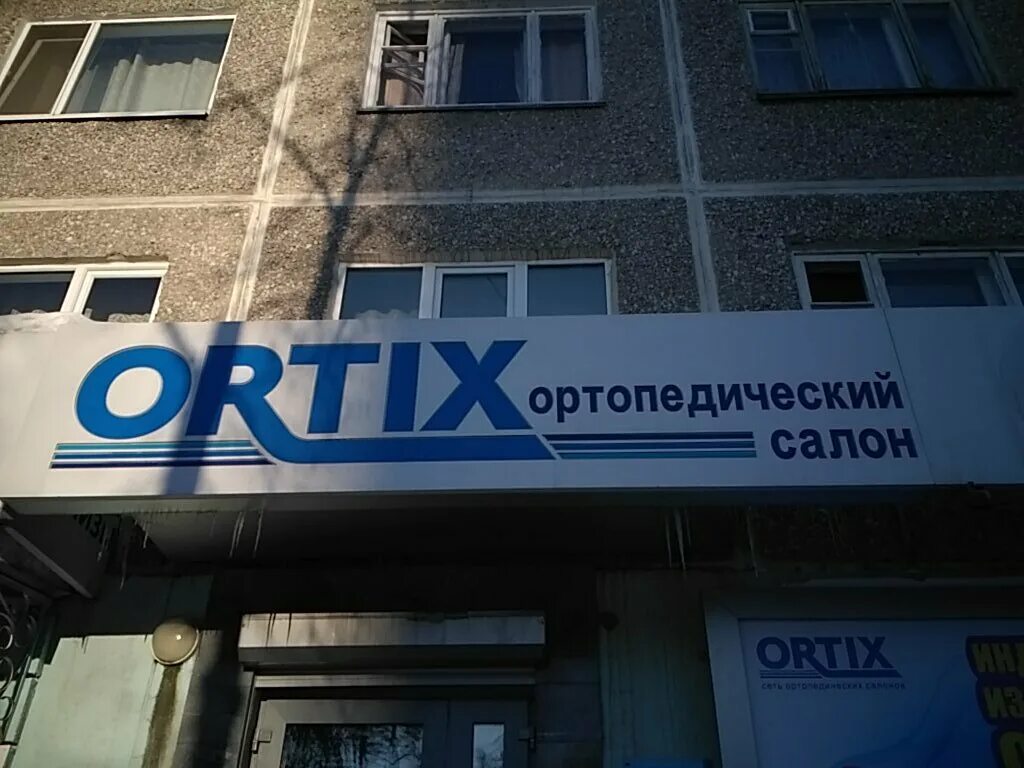 ORTIX
ортопедический
салон
ORTIX
сеть ортопедических салонов